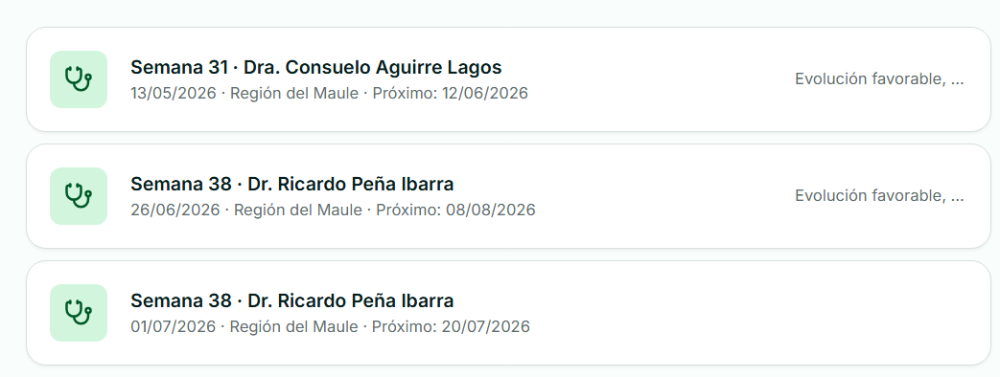 Semana 31 · Dra. Consuelo Aguirre Lagos
13/05/2026 · Región del Maule · Próximo: 12/06/2026
Evolución favorable, ...
Semana 38 · Dr. Ricardo Peña Ibarra
26/06/2026 · Región del Maule · Próximo: 08/08/2026
Evolución favorable, ...
Semana 38 · Dr. Ricardo Peña Ibarra
01/07/2026 · Región del Maule · Próximo: 20/07/2026